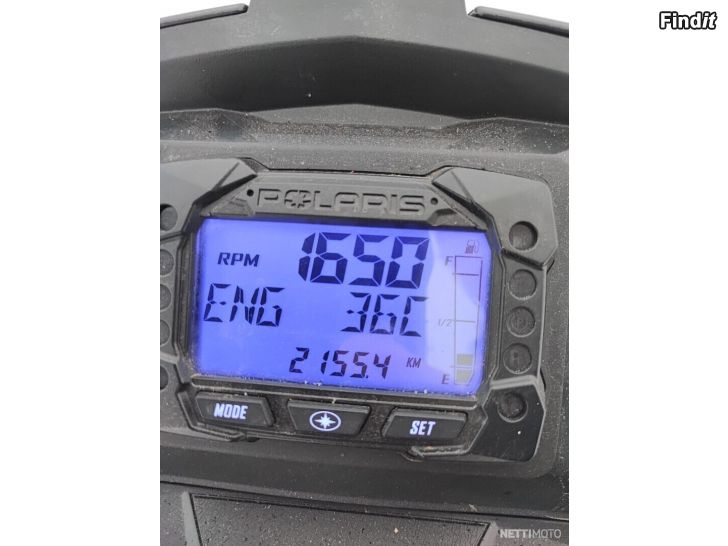 Findit
POLARIS
RPM 1650 F
ENG 36C 1/2
2155.4 KM E
MODE SET
NETTIMOTO